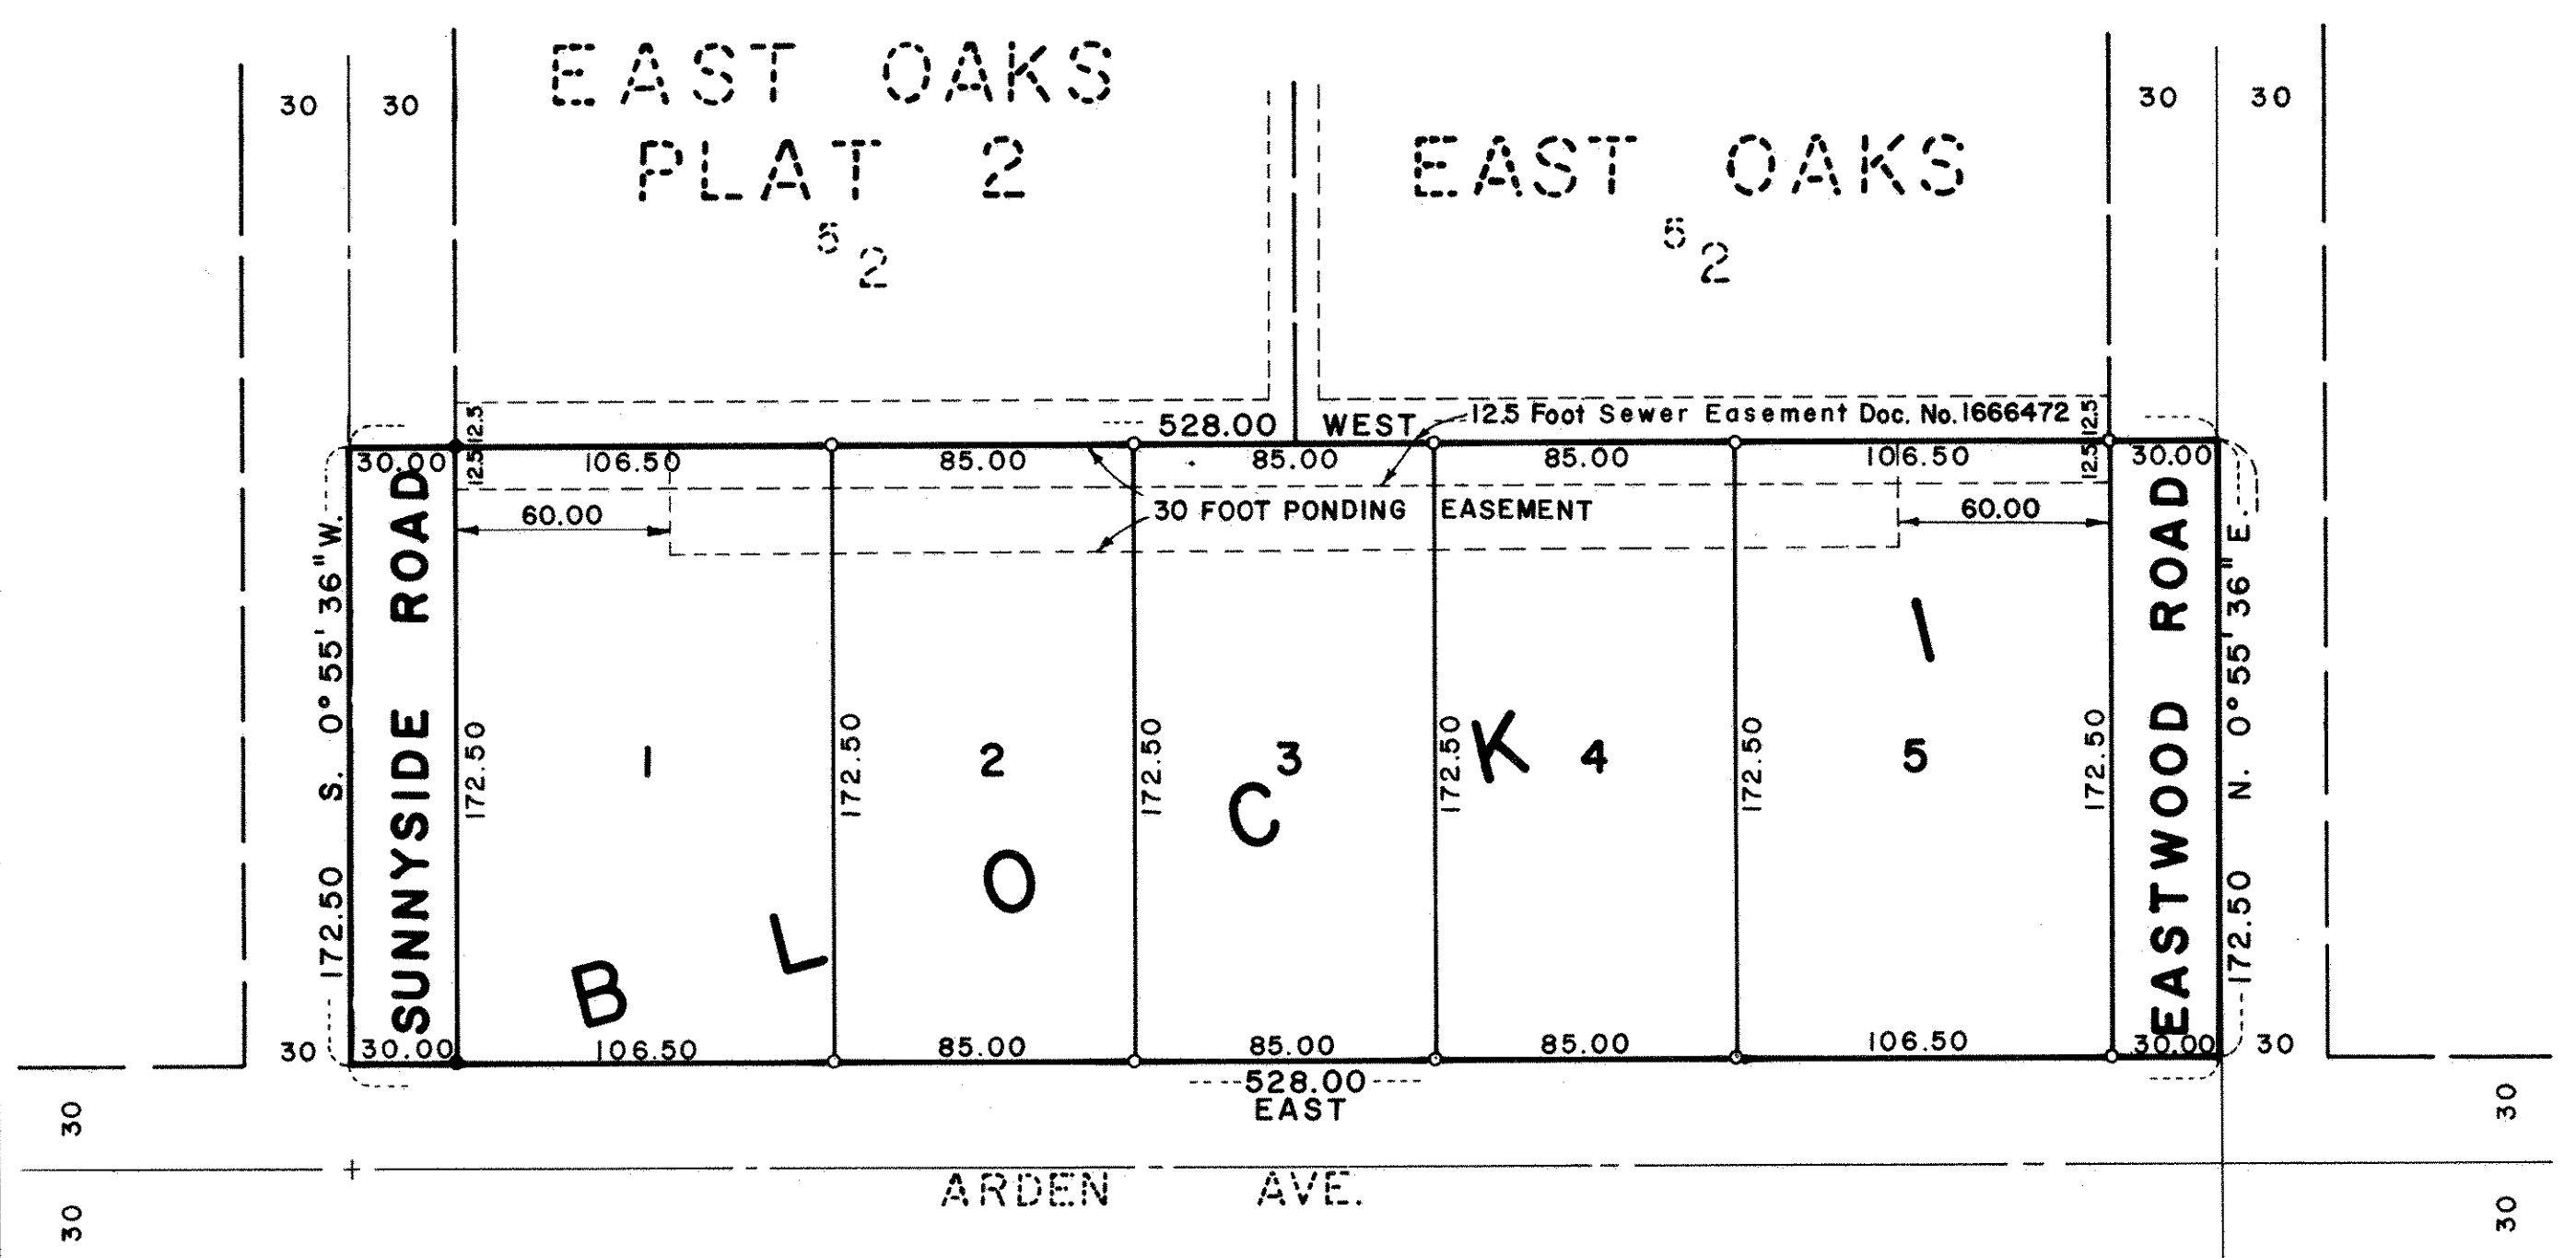 EAST OAKS
PLAT 2
5 2
EAST OAKS
5 2
30 30
30 30
12.5
528.00 WEST
12.5 Foot Sewer Easement Doc. No. 1666472
12.5
30.00 12.5 106.50 85.00 85.00 85.00 106.50 12.5 30.00
60.00
30 FOOT PONDING EASEMENT
60.00
172.50 S. 0° 55' 36" W.
SUNNYSIDE ROAD
172.50
172.50
172.50
172.50
172.50
172.50
EASTWOOD ROAD
172.50 N. 0° 55' 36" E.
1 2 3 4 5
BLOCK 1
30 30.00 106.50 85.00 85.00 85.00 106.50 30.00 30
528.00
EAST
30 30
ARDEN AVE.
30 30